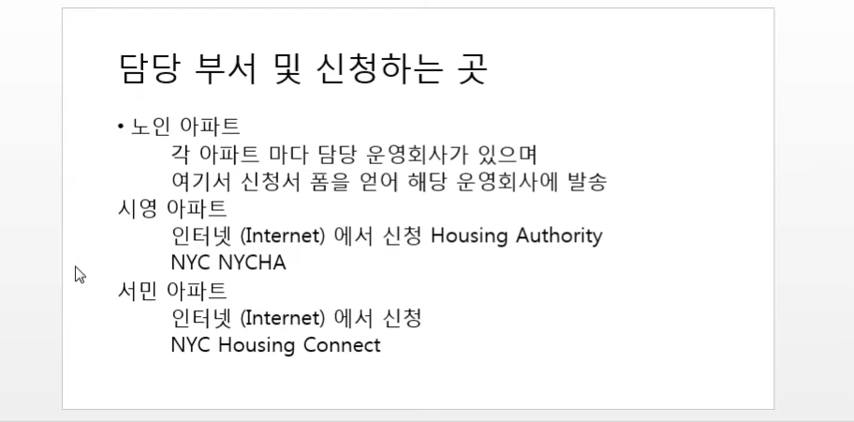 담당 부서 및 신청하는 곳
• 노인 아파트
각 아파트 마다 담당 운영회사가 있으며
여기서 신청서 폼을 얻어 해당 운영회사에 발송
시영 아파트
인터넷 (Internet) 에서 신청 Housing Authority
NYC NYCHA
서민 아파트
인터넷 (Internet) 에서 신청
NYC Housing Connect